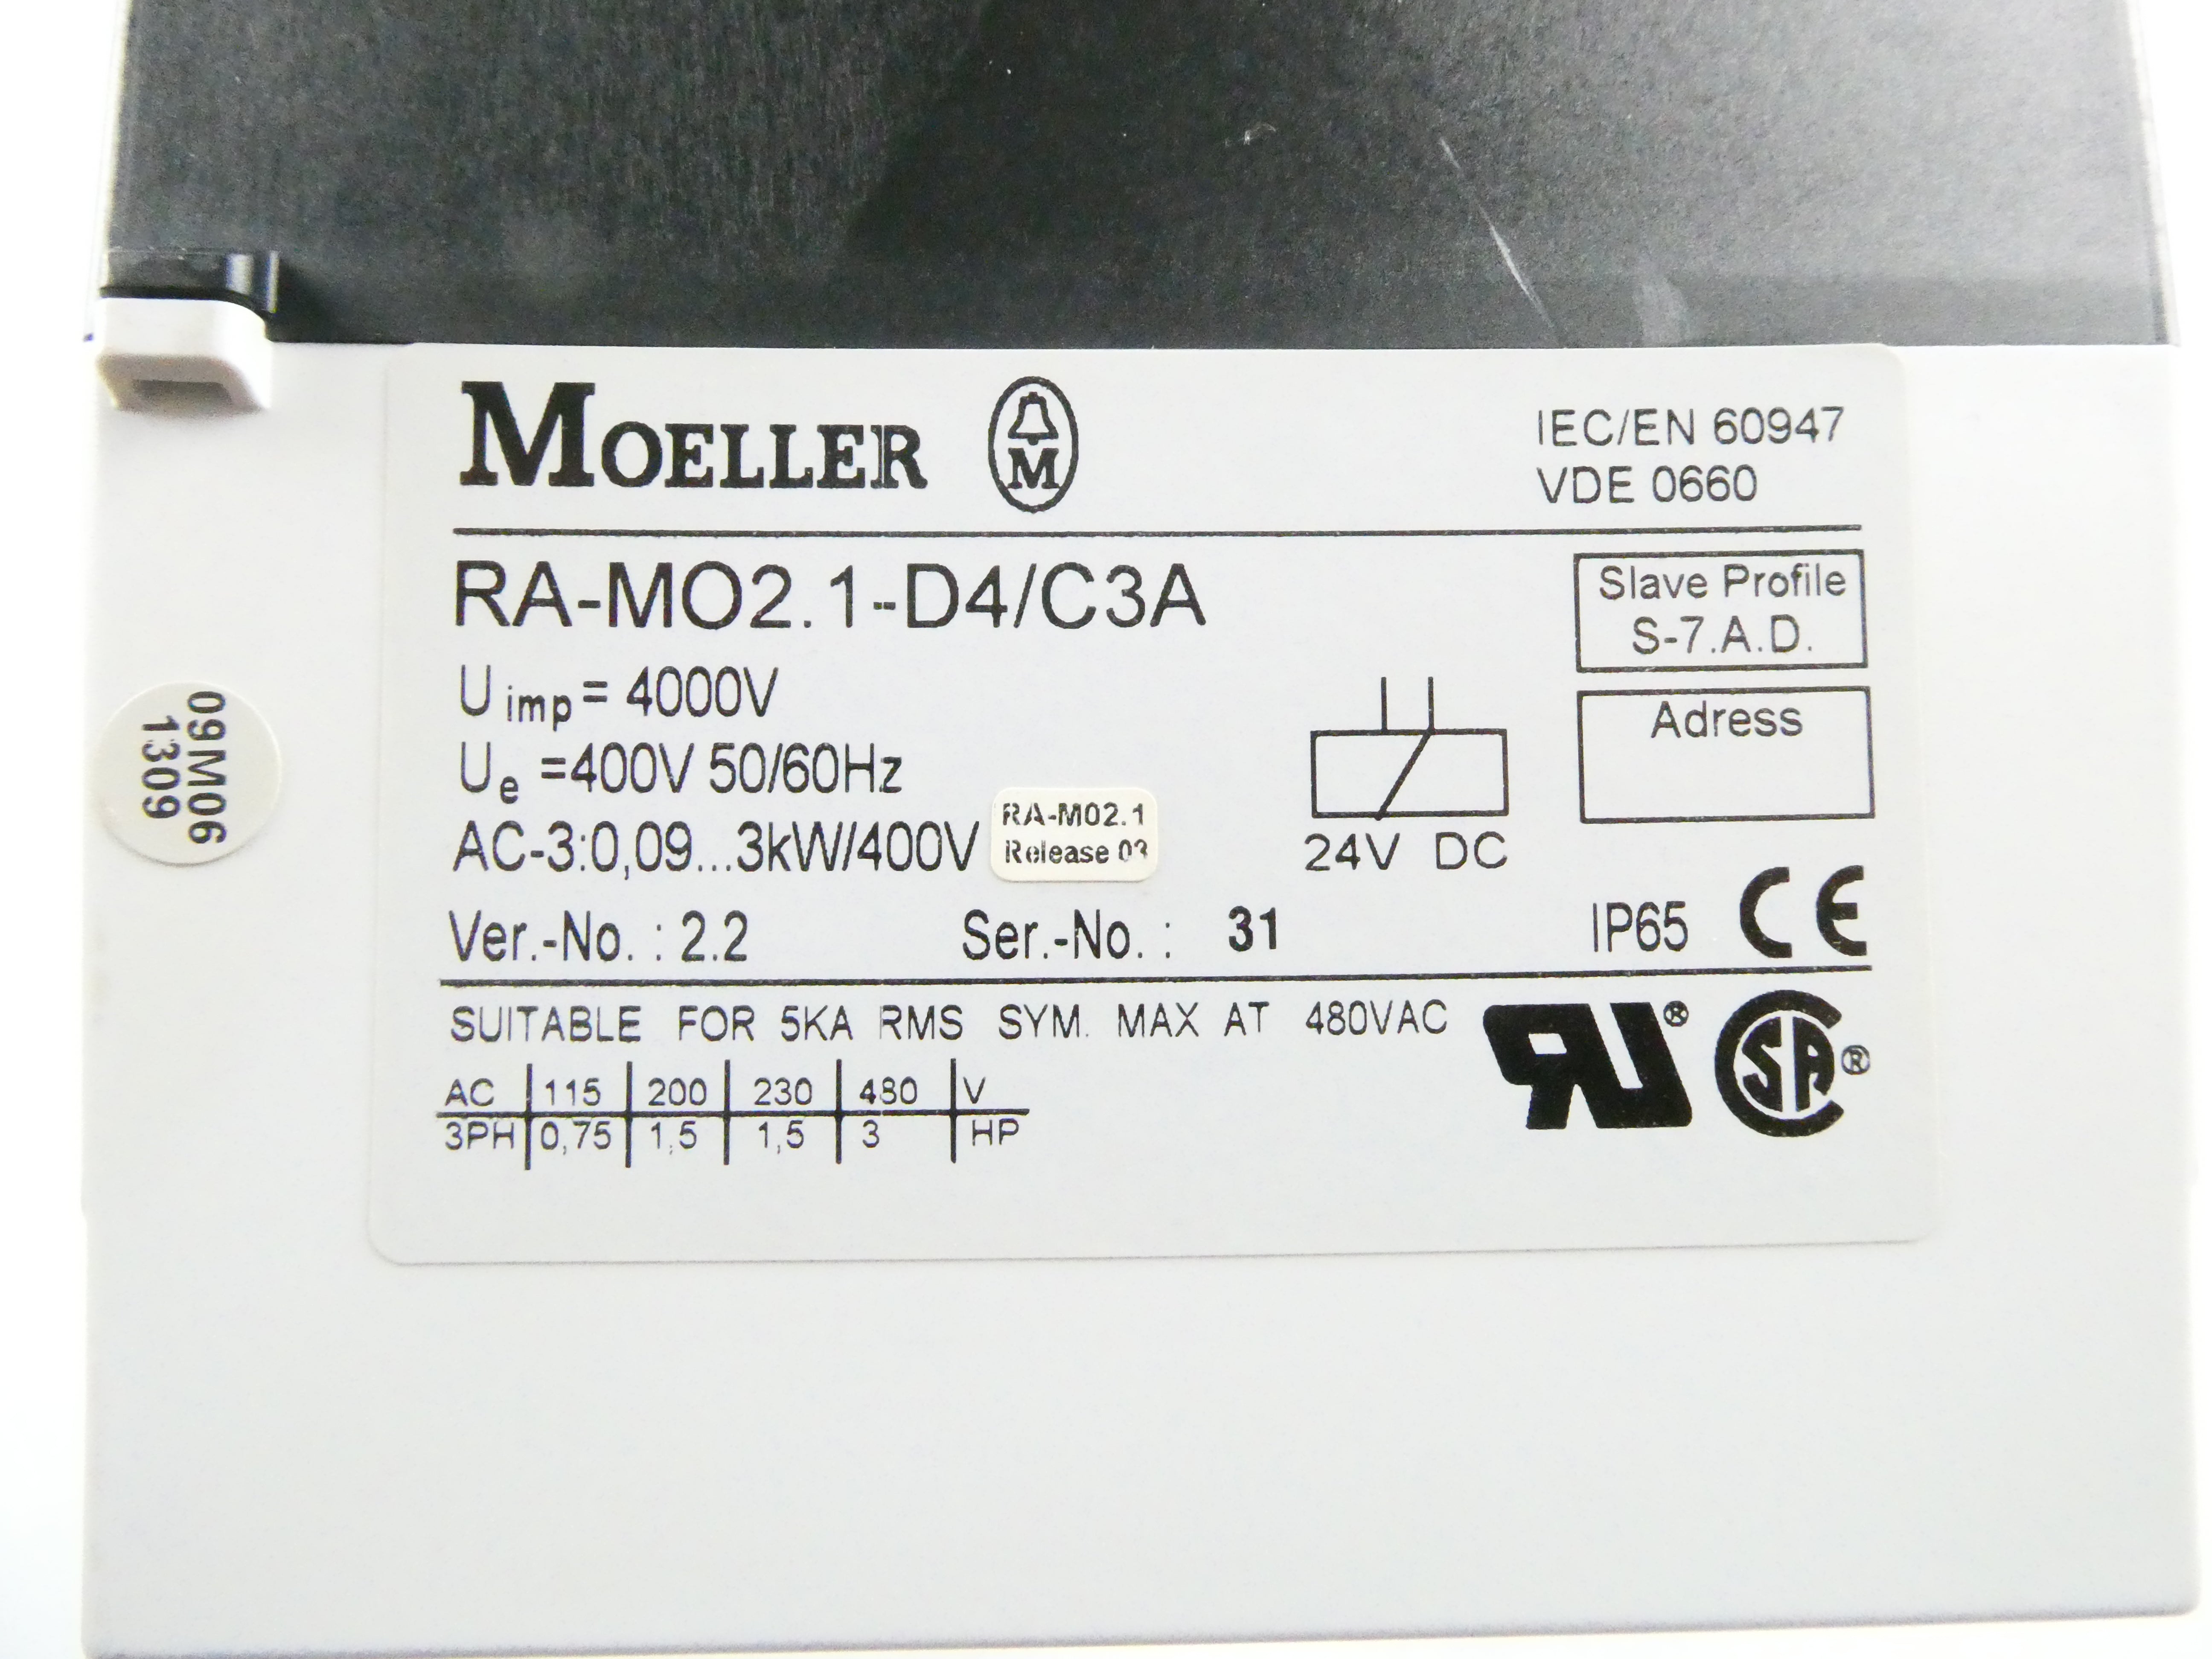 MOELLER
M
IEC/EN 60947
VDE 0660
RA-MO2.1-D4/C3A
Slave Profile
S-7.A.D.
U imp = 4000V
Adress
Ue =400V 50/60Hz
09M06
1309
RA-M02.1
Release 03
AC-3:0,09...3kW/400V
24V DC
Ver.-No. : 2.2 Ser.-No. : 31
IP65 CE
SUITABLE FOR 5KA RMS SYM. MAX AT 480VAC
RU® CSA®
AC 115 200 230 480 V
3PH 0,75 1,5 1,5 3 HP